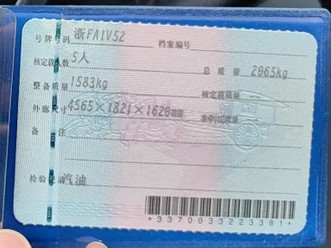 号牌号码 浙FA1V52 档案编号
核定载人数 5人 总质量 2065kg
整备质量 1583kg 核定载质量
外廓尺寸 4565×1821×1620mm 准牵引总质量
备注
检验记录 汽油
*3370033223381*